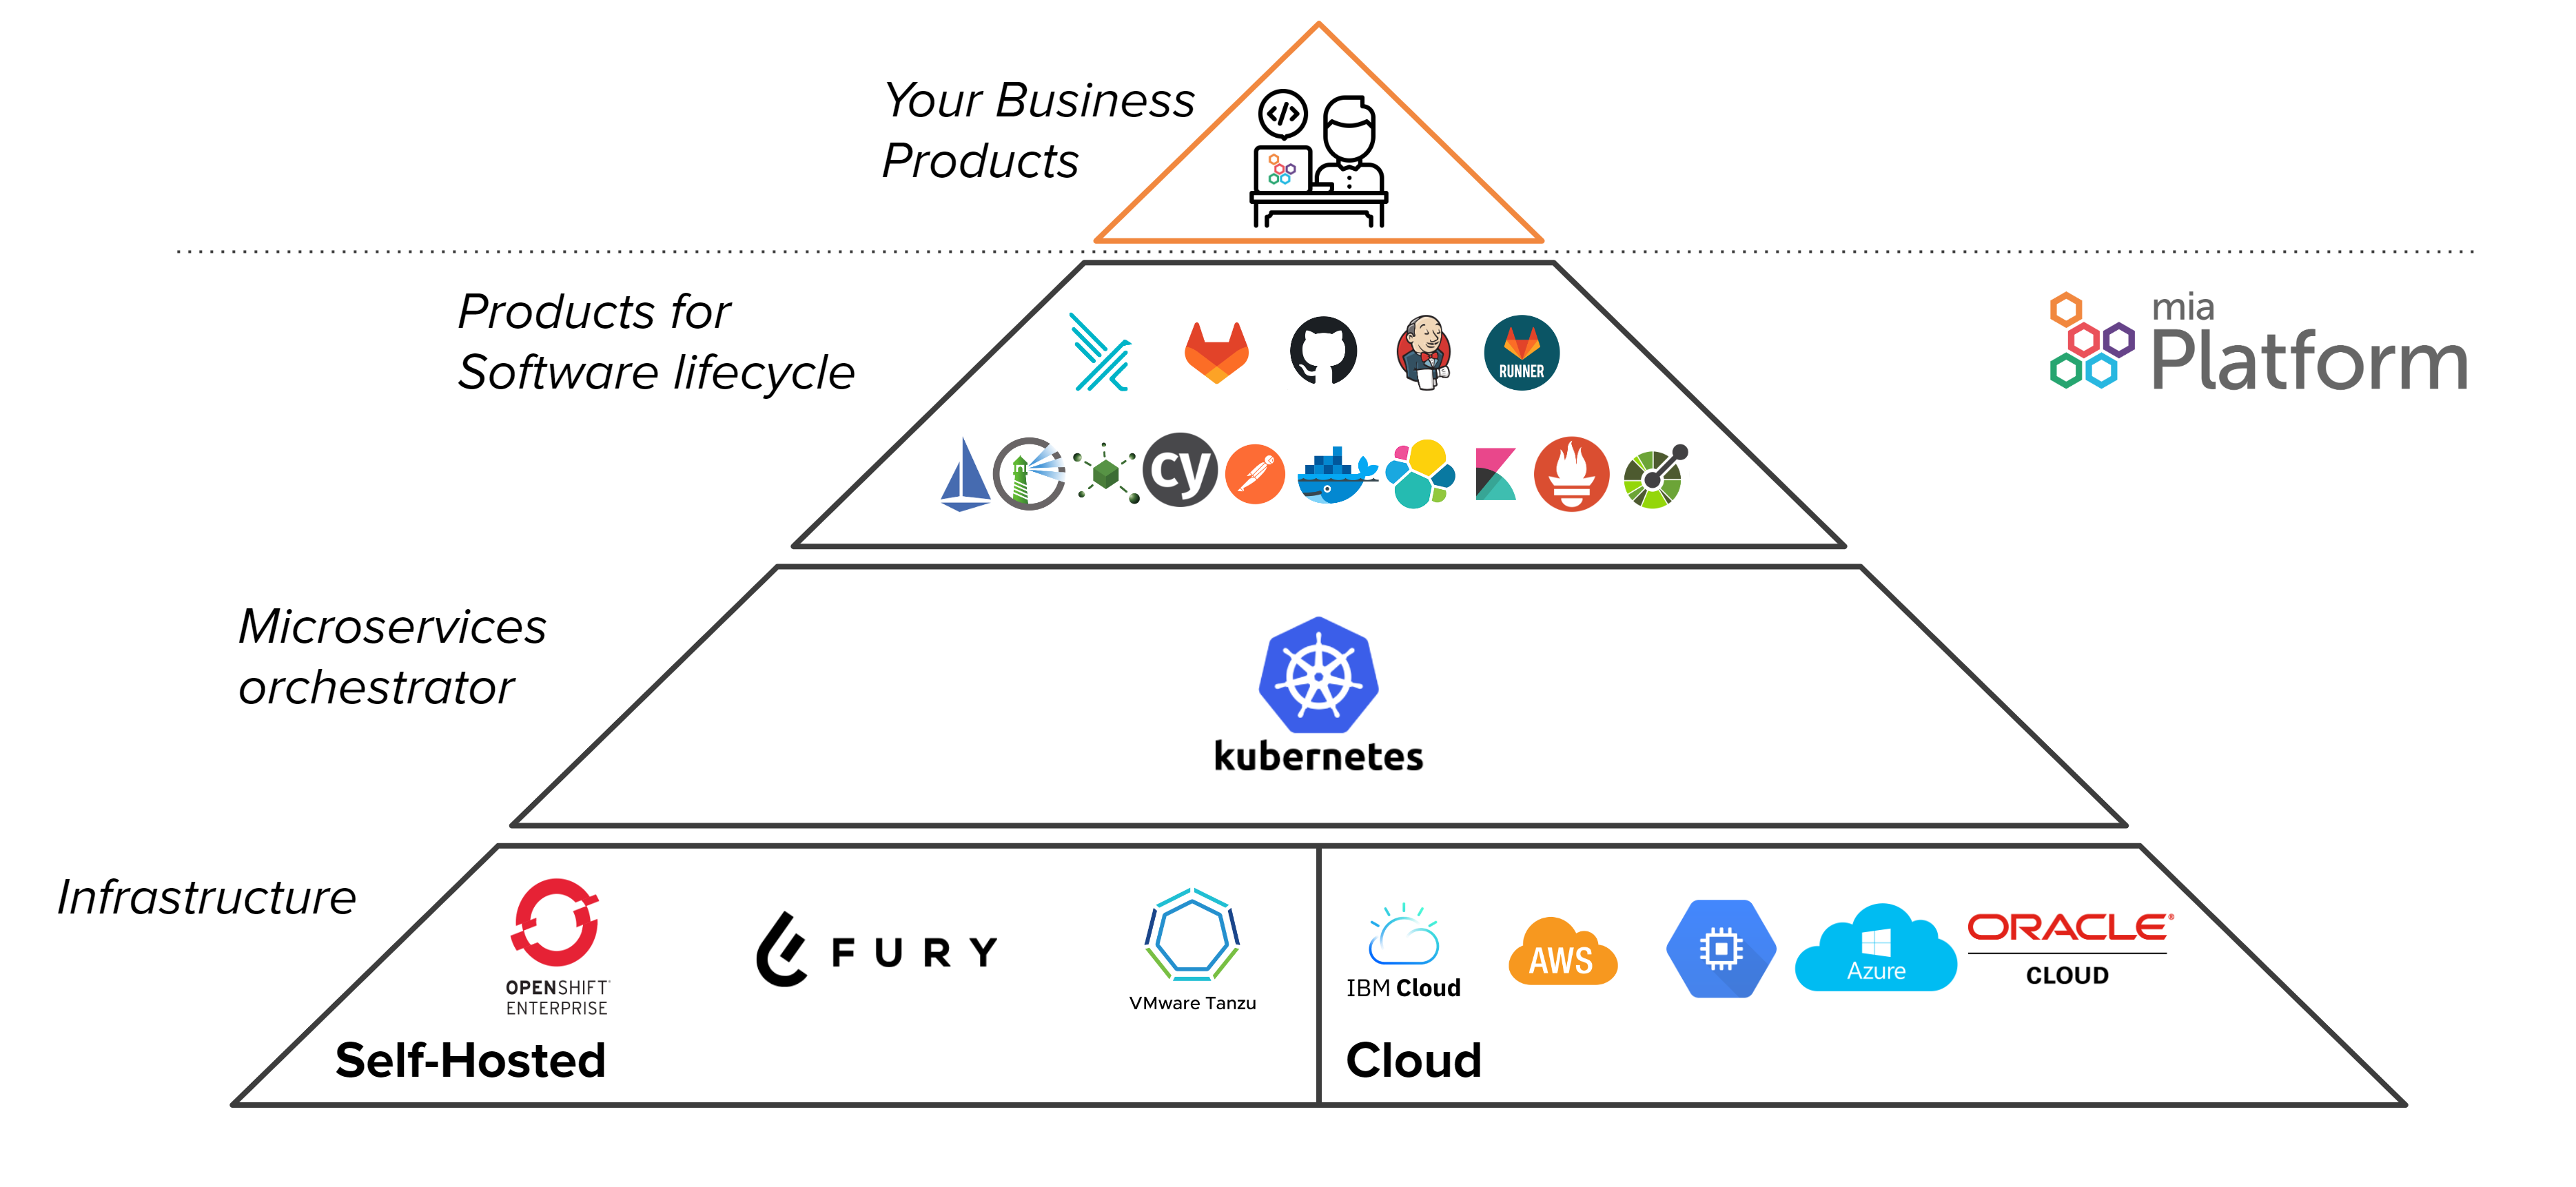 Your Business
Products
</>
Products for
Software lifecycle
mia
Platform
RUNNER
cy
Microservices
orchestrator
kubernetes
Infrastructure
OPENSHIFT
ENTERPRISE
FURY
VMware Tanzu
IBM Cloud
AWS
Azure
ORACLE®
CLOUD
Self-Hosted
Cloud